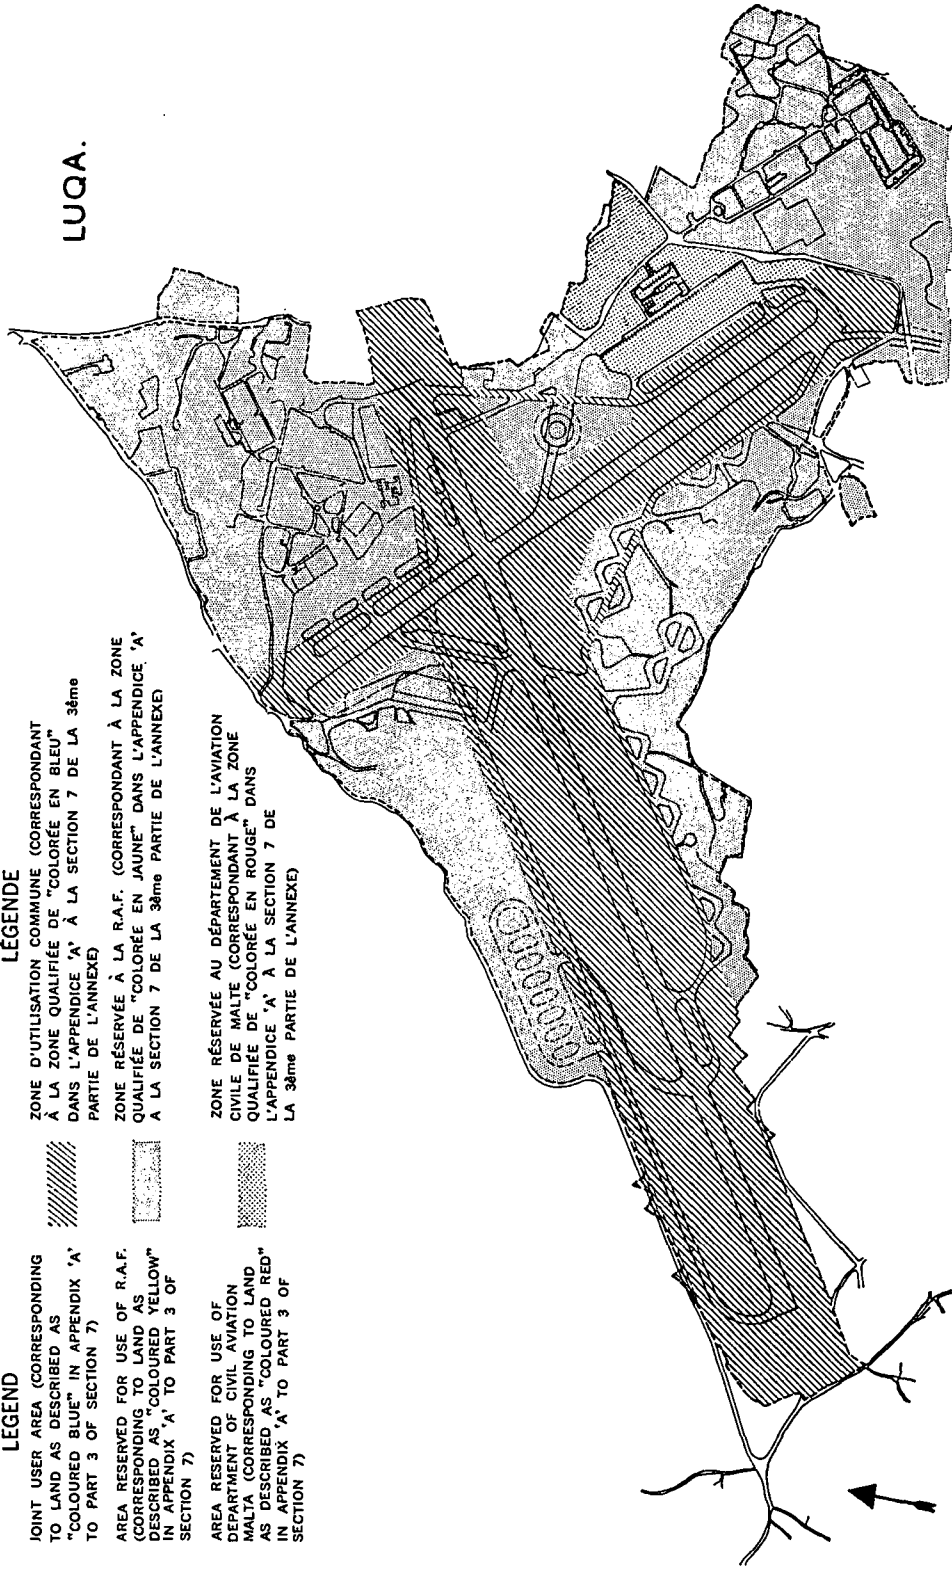 LUQA.
LEGEND
JOINT USER AREA (CORRESPONDING
TO LAND AS DESCRIBED AS
"COLOURED BLUE" IN APPENDIX 'A'
TO PART 3 OF SECTION 7)
AREA RESERVED FOR USE OF R.A.F.
(CORRESPONDING TO LAND AS
DESCRIBED AS "COLOURED YELLOW"
IN APPENDIX 'A' TO PART 3 OF
SECTION 7)
AREA RESERVED FOR USE OF
DEPARTMENT OF CIVIL AVIATION
MALTA (CORRESPONDING TO LAND
AS DESCRIBED AS "COLOURED RED"
IN APPENDIX 'A' TO PART 3 OF
SECTION 7)
LÉGENDE
ZONE D'UTILISATION COMMUNE (CORRESPONDANT
À LA ZONE QUALIFIÉE DE "COLORÉE EN BLEU"
DANS L'APPENDICE 'A' À LA SECTION 7 DE LA 3ême
PARTIE DE L'ANNEXE)
ZONE RÉSERVÉE À LA R.A.F. (CORRESPONDANT À LA ZONE
QUALIFIÉE DE "COLORÉE EN JAUNE" DANS L'APPENDICE 'A'
A LA SECTION 7 DE LA 3ême PARTIE DE L'ANNEXE)
ZONE RÉSERVÉE AU DÉPARTEMENT DE L'AVIATION
CIVILE DE MALTE (CORRESPONDANT À LA ZONE
QUALIFIÉE DE "COLORÉE EN ROUGE" DANS
L'APPENDICE 'A' À LA SECTION 7 DE
LA 3ême PARTIE DE L'ANNEXE)